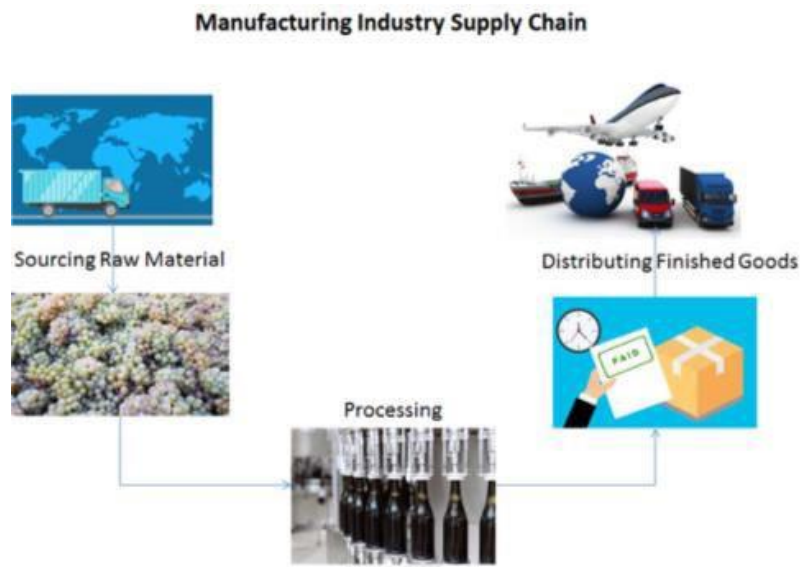 Manufacturing Industry Supply Chain
Sourcing Raw Material
Distributing Finished Goods
PAID
Processing